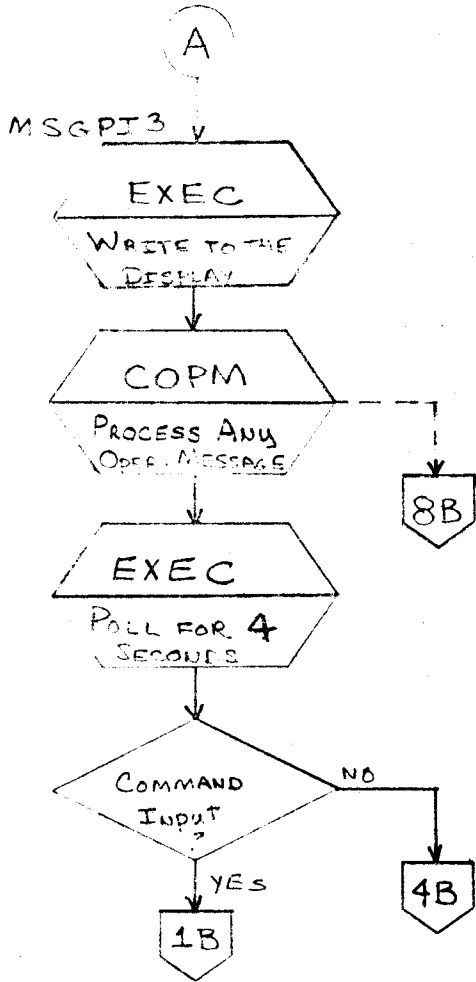 A
MSGPI3
EXEC
WRITE TO THE
DISPLAY
COPM
PROCESS ANY
OPER. MESSAGE
8B
EXEC
POLL FOR 4
SECONDS
COMMAND
INPUT
?
NO
YES
4B
1B